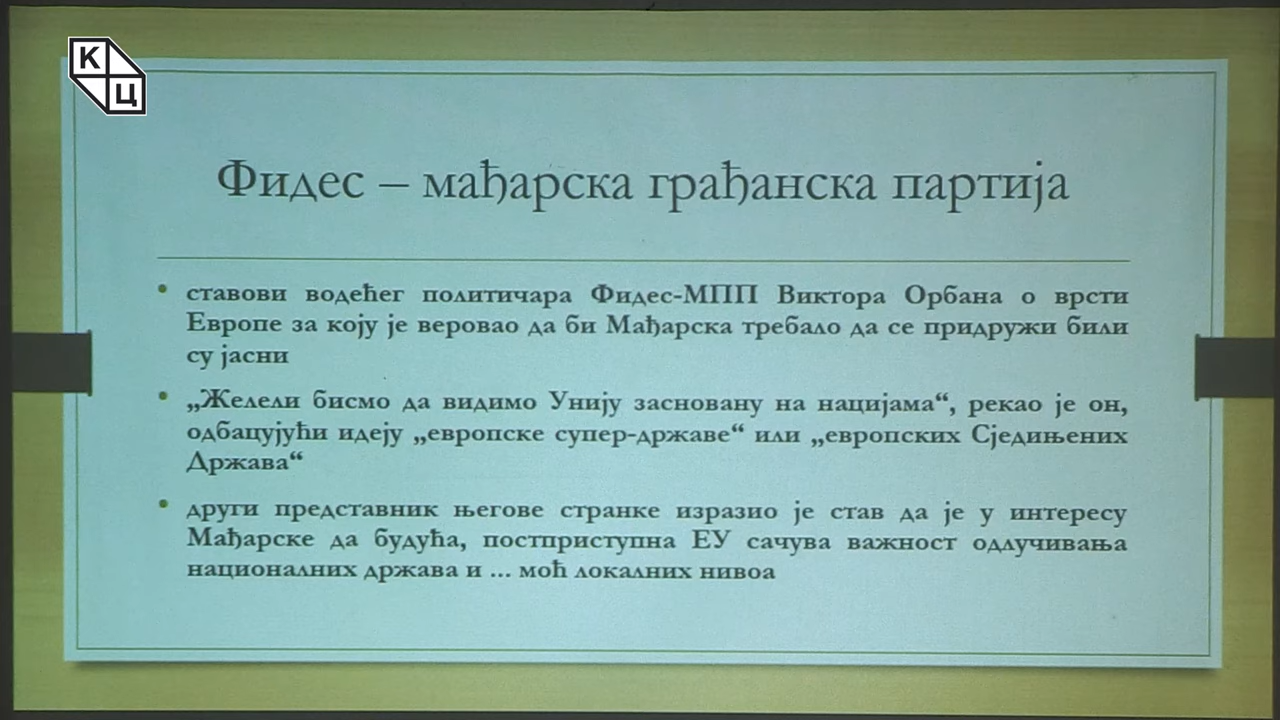 К
Ц
Фидес – мађарска грађанска партија
• ставови водећег политичара Фидес-МПП Виктора Орбана о врсти
Европе за коју је веровао да би Мађарска требало да се придружи били
су јасни
• „Желели бисмо да видимо Унију засновану на нацијама“, рекао је он,
одбацујући идеју „европске супер-државе“ или „европских Сједињених
Држава“
• други представник његове странке изразио је став да је у интересу
Мађарске да будућа, постприступна ЕУ сачува важност одлучивања
националних држава и ... моћ локалних нивоа